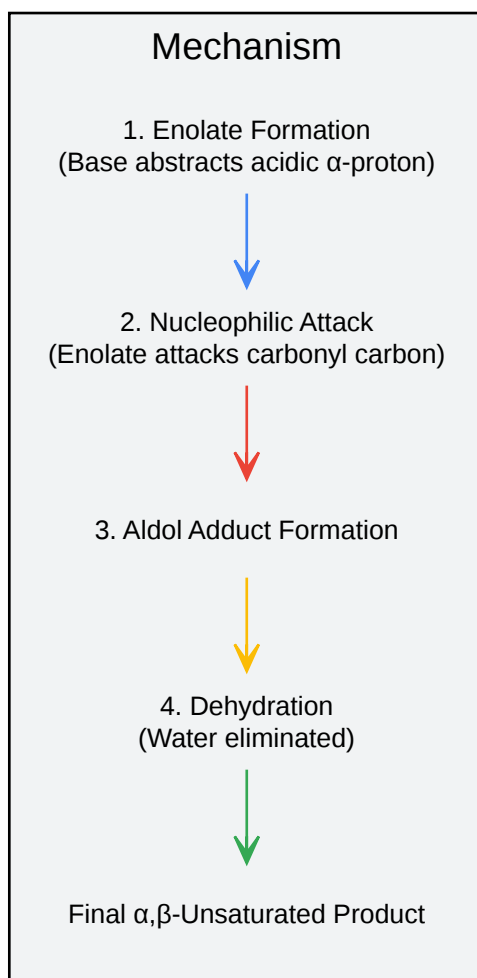 Mechanism
1. Enolate Formation
(Base abstracts acidic α-proton)
2. Nucleophilic Attack
(Enolate attacks carbonyl carbon)
3. Aldol Adduct Formation
4. Dehydration
(Water eliminated)
Final α,β-Unsaturated Product